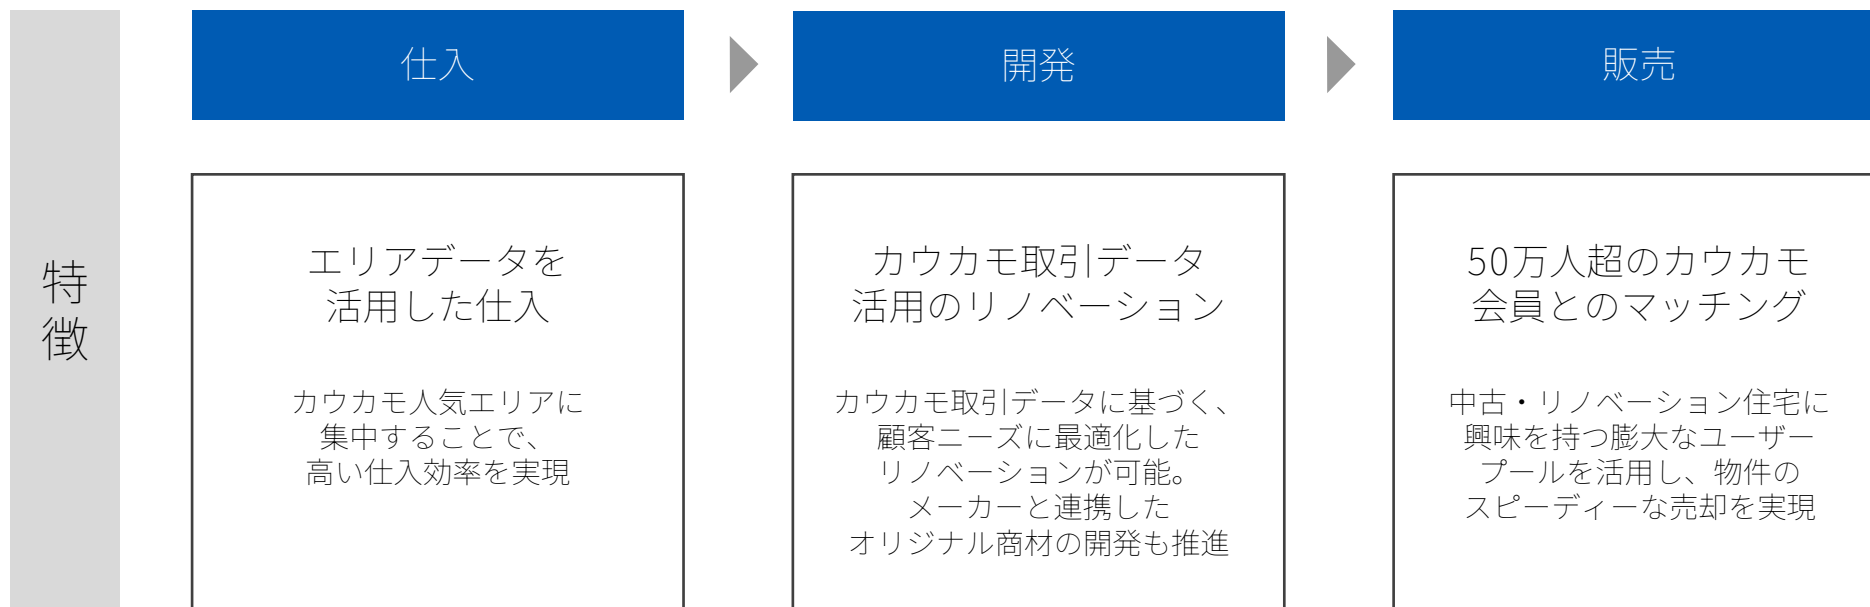 特徴
仕入
開発
販売
エリアデータを
活用した仕入
カウカモ人気エリアに
集中することで、
高い仕入効率を実現
カウカモ取引データ
活用のリノベーション
カウカモ取引データに基づく、
顧客ニーズに最適化した
リノベーションが可能。
メーカーと連携した
オリジナル商材の開発も推進
50万人超のカウカモ
会員とのマッチング
中古・リノベーション住宅に
興味を持つ膨大なユーザー
プールを活用し、物件の
スピーディーな売却を実現